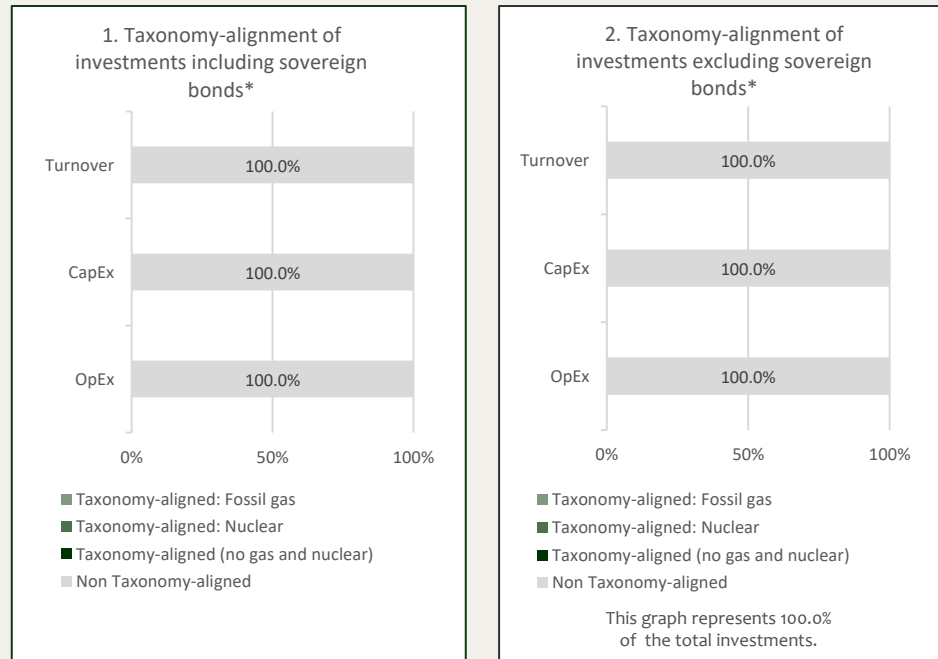 1. Taxonomy-alignment of
investments including sovereign
bonds*
Turnover
100.0%
CapEx
100.0%
OpEx
100.0%
0%
50%
100%
Taxonomy-aligned: Fossil gas
Taxonomy-aligned: Nuclear
Taxonomy-aligned (no gas and nuclear)
Non Taxonomy-aligned
2. Taxonomy-alignment of
investments excluding sovereign
bonds*
Turnover
100.0%
CapEx
100.0%
OpEx
100.0%
0%
50%
100%
Taxonomy-aligned: Fossil gas
Taxonomy-aligned: Nuclear
Taxonomy-aligned (no gas and nuclear)
Non Taxonomy-aligned
This graph represents 100.0%
of the total investments.